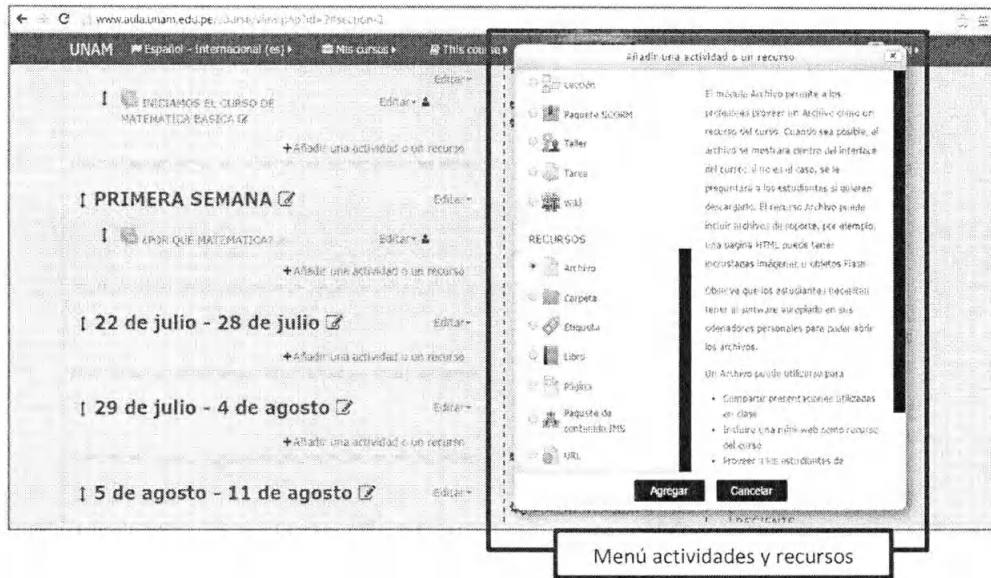 www.aula.unam.edu.pe/course/view.php?id=2#section-1
UNAM Español - Internacional (es) Mis cursos This course
Editar
INICIAMOS EL CURSO DE MATEMATICA BASICA Editar
+Añadir una actividad o un recurso
PRIMERA SEMANA Editar
¿POR QUE MATEMATICA? Editar
+Añadir una actividad o un recurso
22 de julio - 28 de julio Editar
+Añadir una actividad o un recurso
29 de julio - 4 de agosto Editar
+Añadir una actividad o un recurso
5 de agosto - 11 de agosto Editar
Añadir una actividad o un recurso
Lección
Paquete SCORM
Taller
Tarea
Wiki
RECURSOS
Archivo
Carpeta
Etiqueta
Libro
Página
Paquete de
contenido IMS
URL
El módulo Archivo permite a los
profesores proveer un Archivo como un
recurso del curso. Cuando sea posible, el
archivo se mostrara dentro del interface
del curso; si no es el caso, se le
preguntará a los estudiantes si quieren
descargarlo. El recurso Archivo puede
incluir archivos de soporte, por ejemplo,
una pagina HTML puede tener
incrustadas imágenes u objetos Flash
Observe que los estudiantes necesitan
tener el software apropiado en sus
ordenadores personales para poder abrir
los archivos.
Un Archivo puede utilizarse para
• Compartir presentaciones utilizadas
en clase
• Incluir una mini-web como recurso
del curso
• Proveer a los estudiantes de
Agregar Cancelar
Menú actividades y recursos